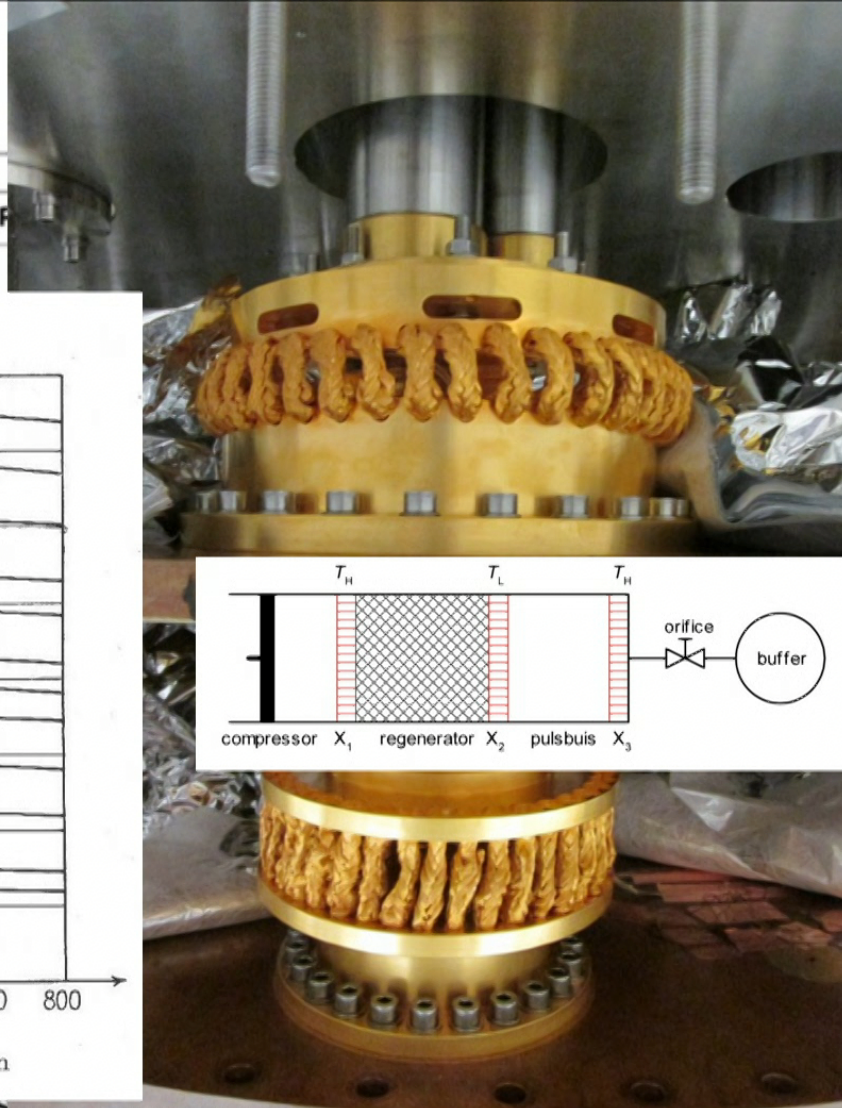 T_H T_L T_H
orifice
buffer
compressor X_1 regenerator X_2 pulsbuis X_3
800